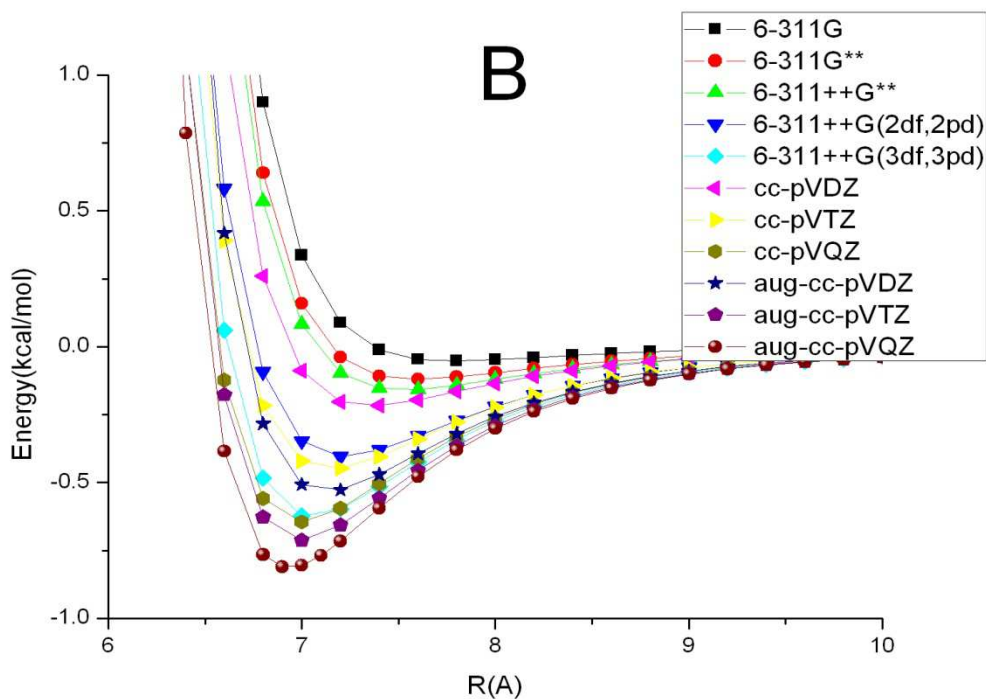 B
6-311G
6-311G**
6-311++G**
6-311++G(2df,2pd)
6-311++G(3df,3pd)
cc-pVDZ
cc-pVTZ
cc-pVQZ
aug-cc-pVDZ
aug-cc-pVTZ
aug-cc-pVQZ
Energy(kcal/mol)
1.0
0.5
0.0
-0.5
-1.0
6
7
8
9
10
R(A)